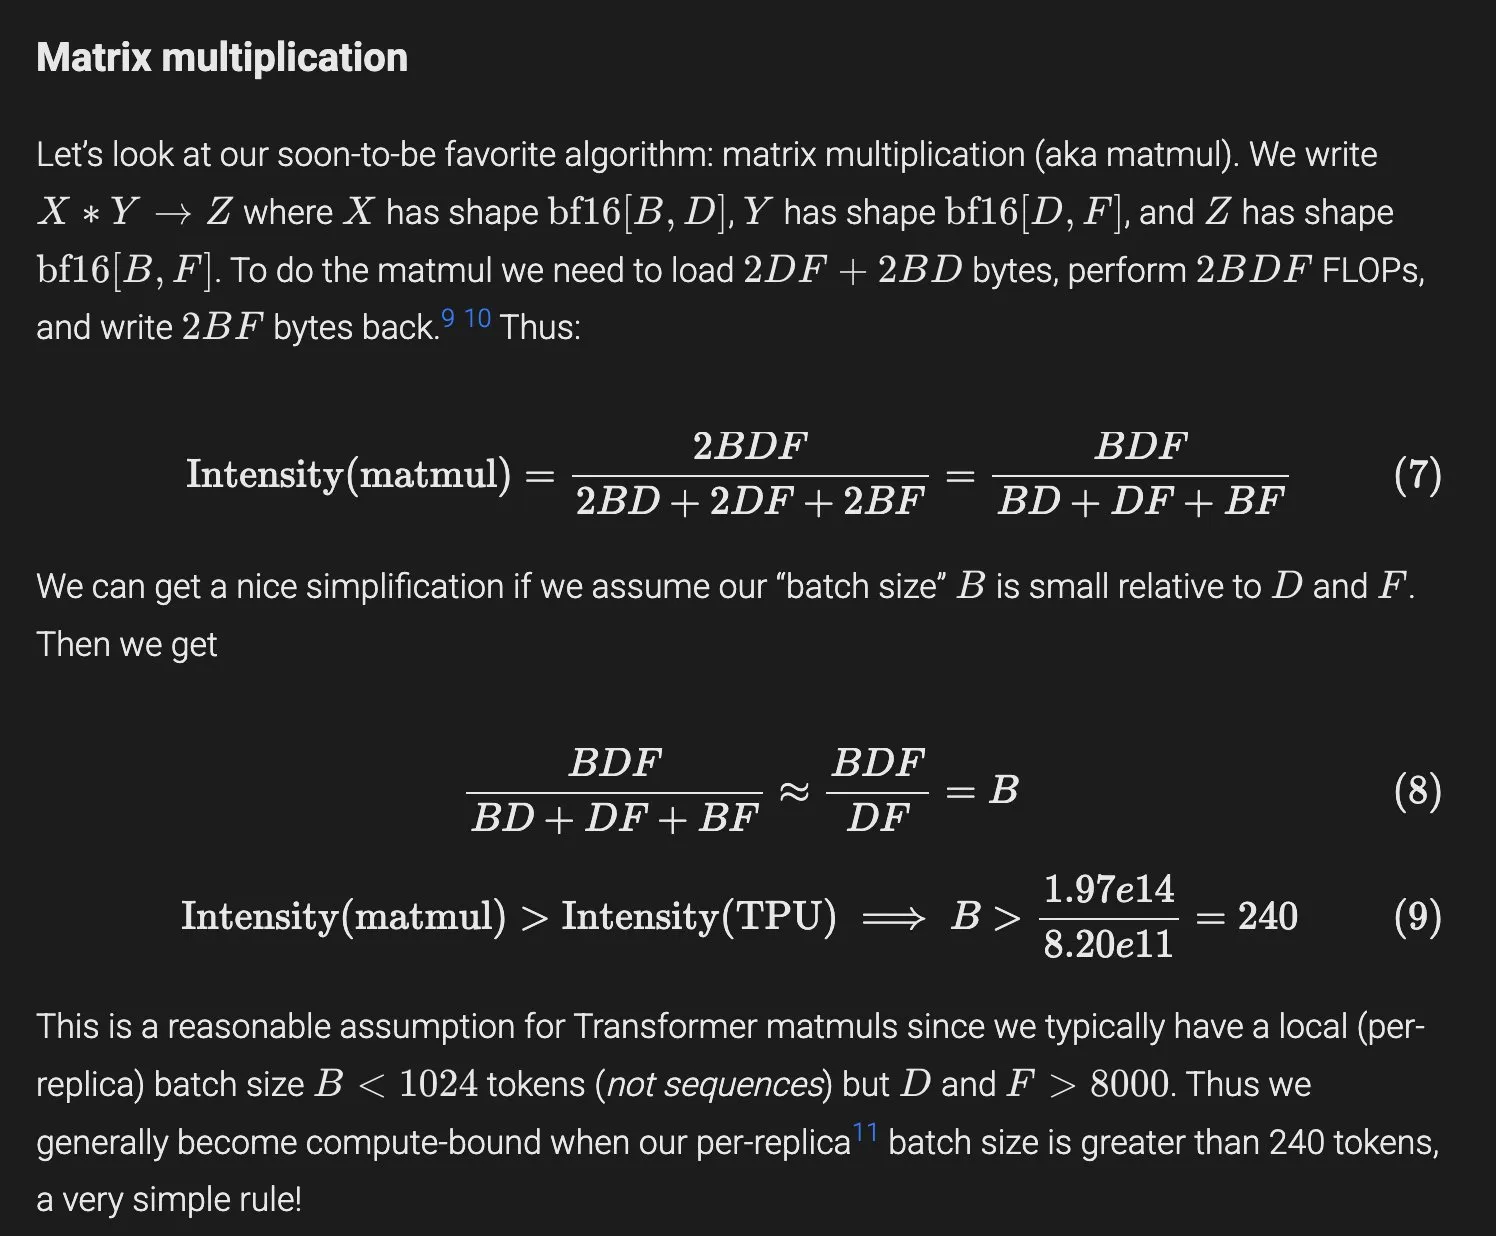 Matrix multiplication
Let's look at our soon-to-be favorite algorithm: matrix multiplication (aka matmul). We write
X ∗ Y → Z where X has shape bf16[B, D], Y has shape bf16[D, F], and Z has shape
bf16[B, F]. To do the matmul we need to load 2DF + 2BD bytes, perform 2BDF FLOPs,
and write 2BF bytes back.⁹ ¹⁰ Thus:
Intensity(matmul) = \frac{2BDF}{2BD + 2DF + 2BF} = \frac{BDF}{BD + DF + BF} (7)
We can get a nice simplification if we assume our “batch size” B is small relative to D and F.
Then we get
\frac{BDF}{BD + DF + BF} ≈ \frac{BDF}{DF} = B (8)
Intensity(matmul) > Intensity(TPU) ⟹ B > \frac{1.97e14}{8.20e11} = 240 (9)
This is a reasonable assumption for Transformer matmuls since we typically have a local (per-
replica) batch size B < 1024 tokens (not sequences) but D and F > 8000. Thus we
generally become compute-bound when our per-replica¹¹ batch size is greater than 240 tokens,
a very simple rule!